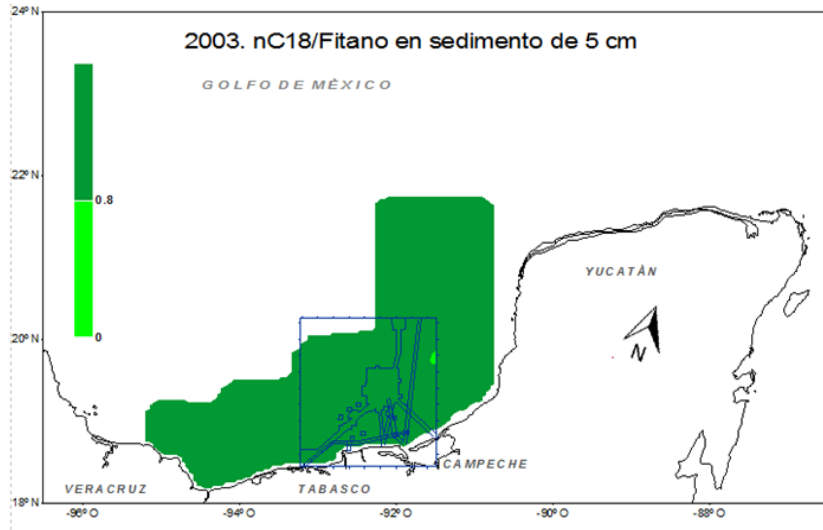 24º N
2003. nC18/Fitano en sedimento de 5 cm
GOLFO DE MÈXICO
22º N
0.8
YUCATÀN
20º N
0
N
CAMPECHE
VERACRUZ
TABASCO
18º N
-96º O
-94º O
-92º O
-90º O
-88º O